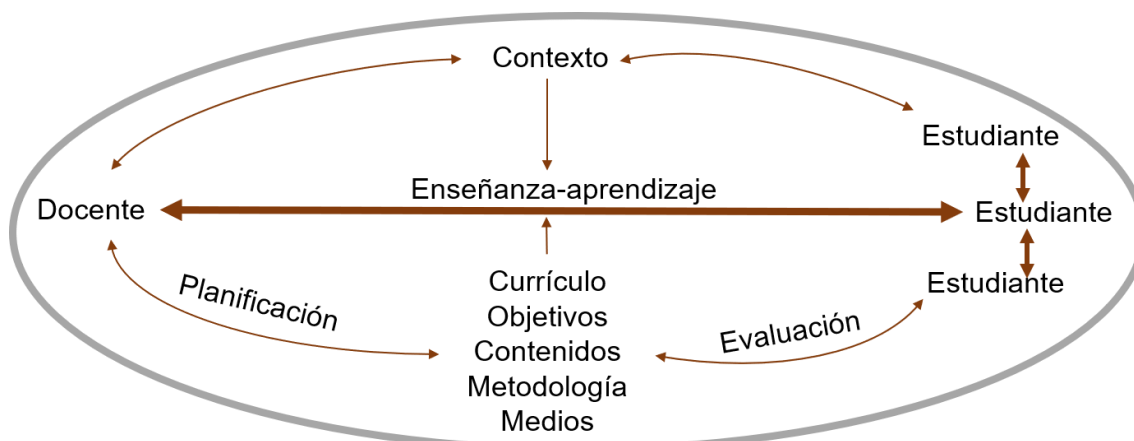 Contexto
Estudiante
Enseñanza-aprendizaje
Docente
Estudiante
Currículo
Estudiante
Planificación
Objetivos
Evaluación
Contenidos
Metodología
Medios